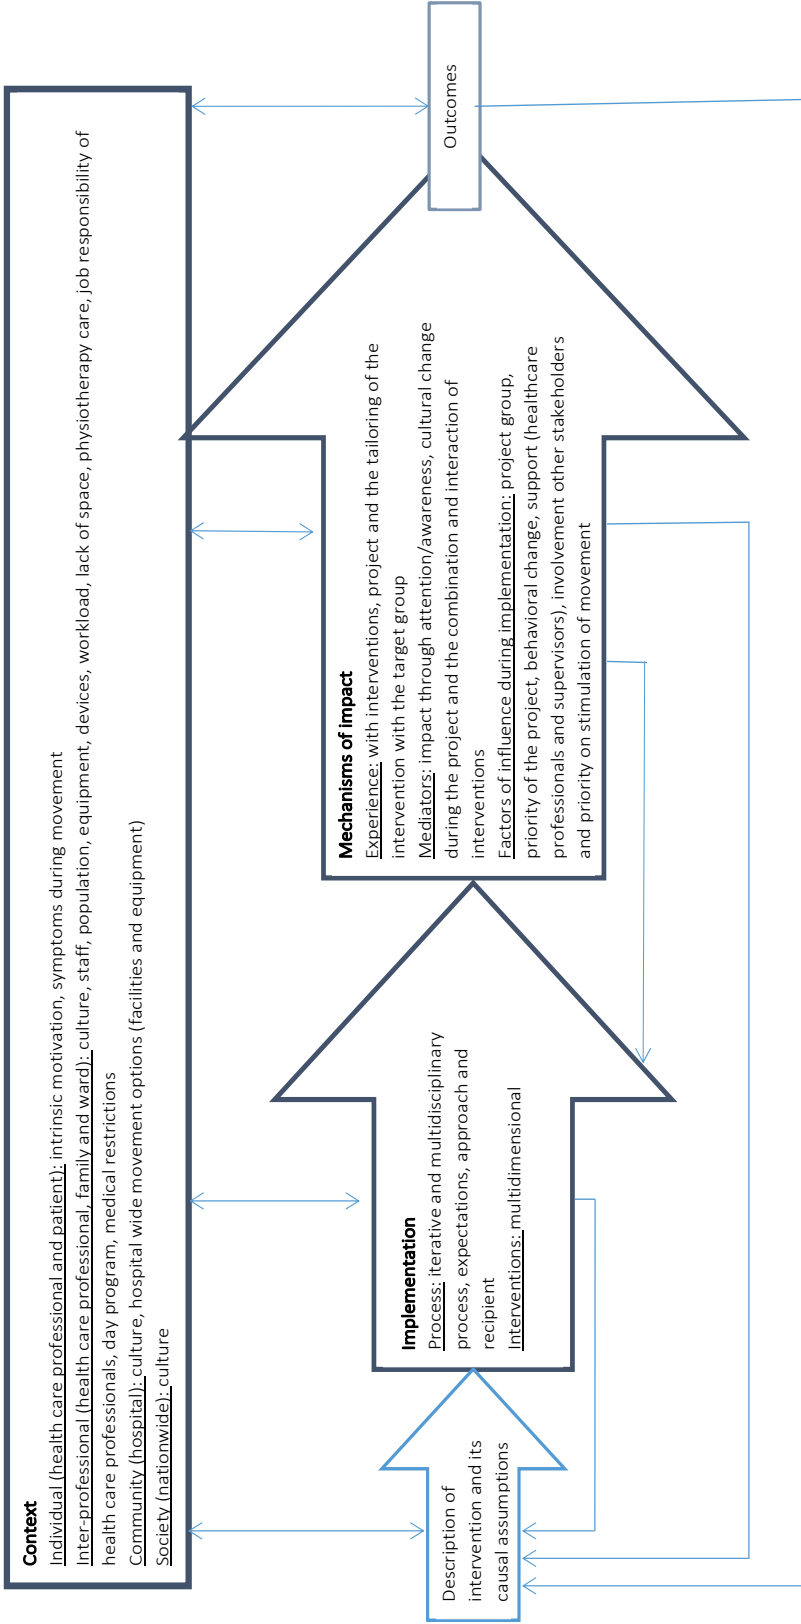 Context
Individual (health care professional and patient): intrinsic motivation, symptoms during movement
Inter-professional (health care professional, family and ward): culture, staff, population, equipment, devices, workload, lack of space, physiotherapy care, job responsibility of
health care professionals, day program, medical restrictions
Community (hospital): culture, hospital wide movement options (facilities and equipment)
Society (nationwide): culture
Description of
intervention and its
causal assumptions
Implementation
Process: iterative and multidisciplinary
process, expectations, approach and
recipient
Interventions: multidimensional
Mechanisms of impact
Experience: with interventions, project and the tailoring of the
intervention with the target group
Mediators: impact through attention/awareness, cultural change
during the project and the combination and interaction of
interventions
Factors of influence during implementation: project group,
priority of the project, behavioral change, support (healthcare
professionals and supervisors), involvement other stakeholders
and priority on stimulation of movement
Outcomes